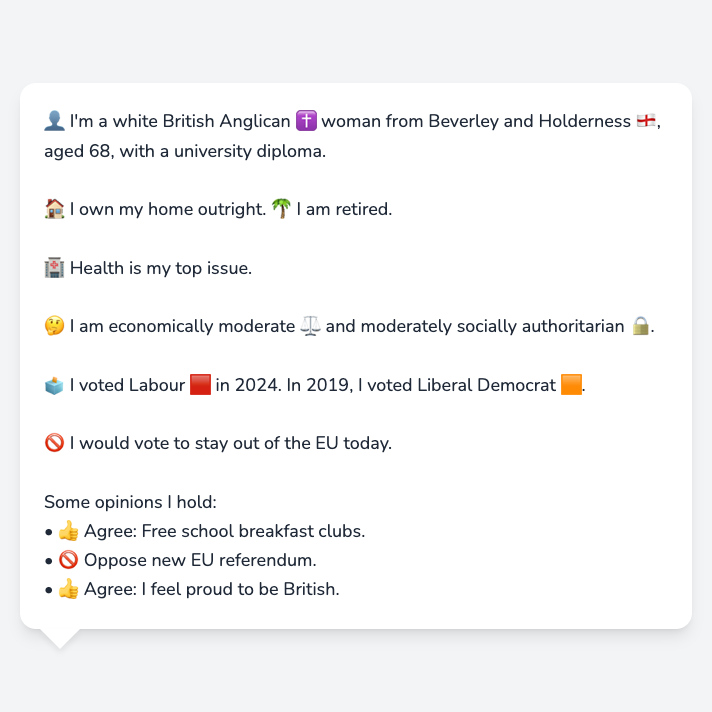 👤 I'm a white British Anglican ✝️ woman from Beverley and Holderness 🏴󠁧󠁢󠁥󠁮󠁧󠁿,
aged 68, with a university diploma.
🏠 I own my home outright. 🌴 I am retired.
🏥 Health is my top issue.
🤔 I am economically moderate ⚖️ and moderately socially authoritarian 🔒.
🗳️ I voted Labour 🟥 in 2024. In 2019, I voted Liberal Democrat 🟧.
🚫 I would vote to stay out of the EU today.
Some opinions I hold:
• 👍 Agree: Free school breakfast clubs.
• 🚫 Oppose new EU referendum.
• 👍 Agree: I feel proud to be British.